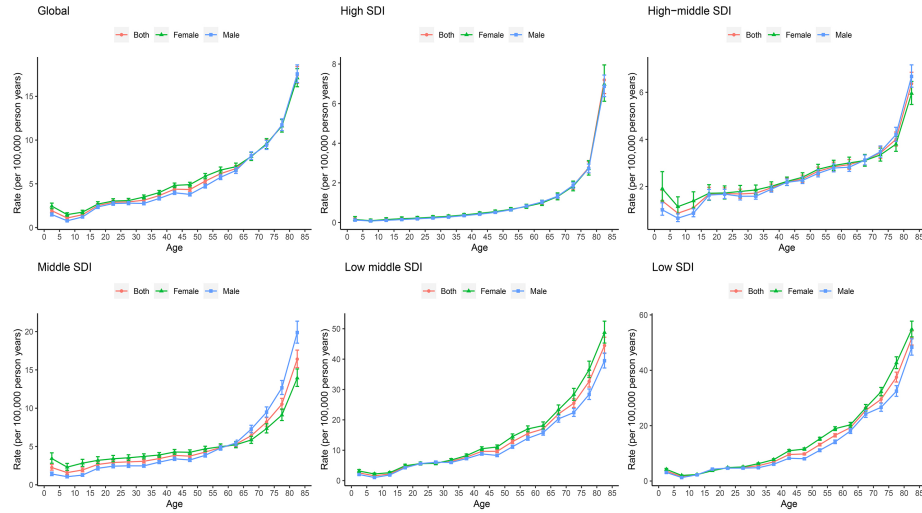 Global
Both Female Male
Rate (per 100,000 person years)
15
10
5
0
0 5 10 15 20 25 30 35 40 45 50 55 60 65 70 75 80 85
Age
High SDI
Both Female Male
Rate (per 100,000 person years)
8
6
4
2
0
0 5 10 15 20 25 30 35 40 45 50 55 60 65 70 75 80 85
Age
High−middle SDI
Both Female Male
Rate (per 100,000 person years)
6
4
2
0 5 10 15 20 25 30 35 40 45 50 55 60 65 70 75 80 85
Age
Middle SDI
Both Female Male
Rate (per 100,000 person years)
20
15
10
5
0
0 5 10 15 20 25 30 35 40 45 50 55 60 65 70 75 80 85
Age
Low middle SDI
Both Female Male
Rate (per 100,000 person years)
50
40
30
20
10
0
0 5 10 15 20 25 30 35 40 45 50 55 60 65 70 75 80 85
Age
Low SDI
Both Female Male
Rate (per 100,000 person years)
60
40
20
0
0 5 10 15 20 25 30 35 40 45 50 55 60 65 70 75 80 85
Age